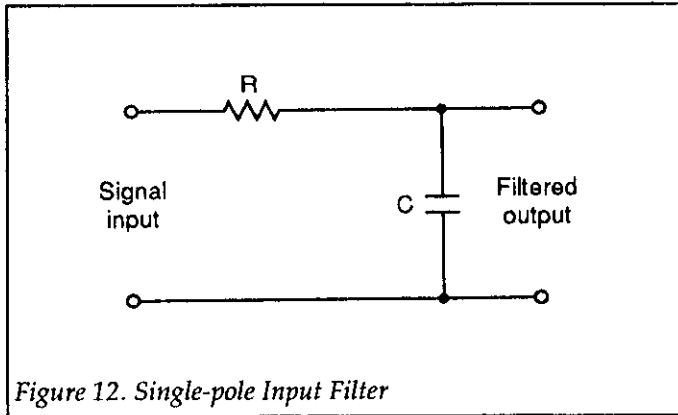 R
Signal
input
C
Filtered
output
Figure 12. Single-pole Input Filter